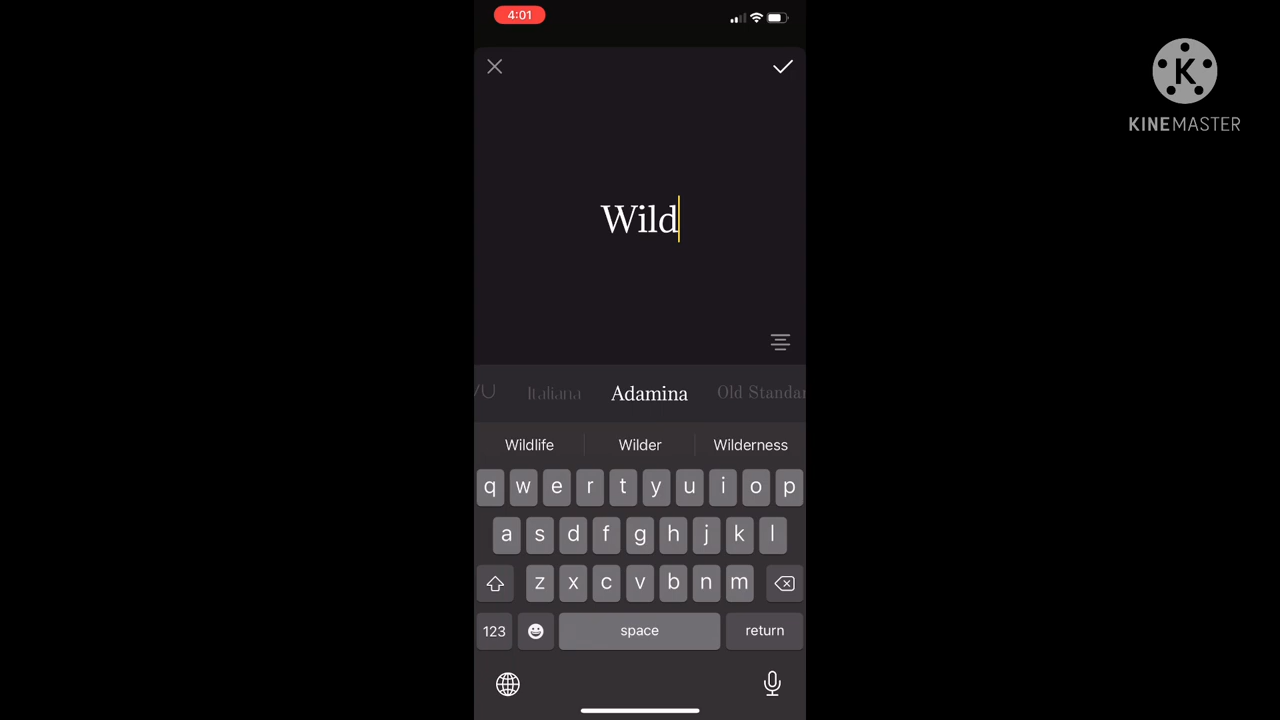 4:01
KINEMASTER
Wild
Italiana Adamina Old Standar
Wildlife Wilder Wilderness
q w e r t y u i o p
a s d f g h j k l
z x c v b n m
123 space return